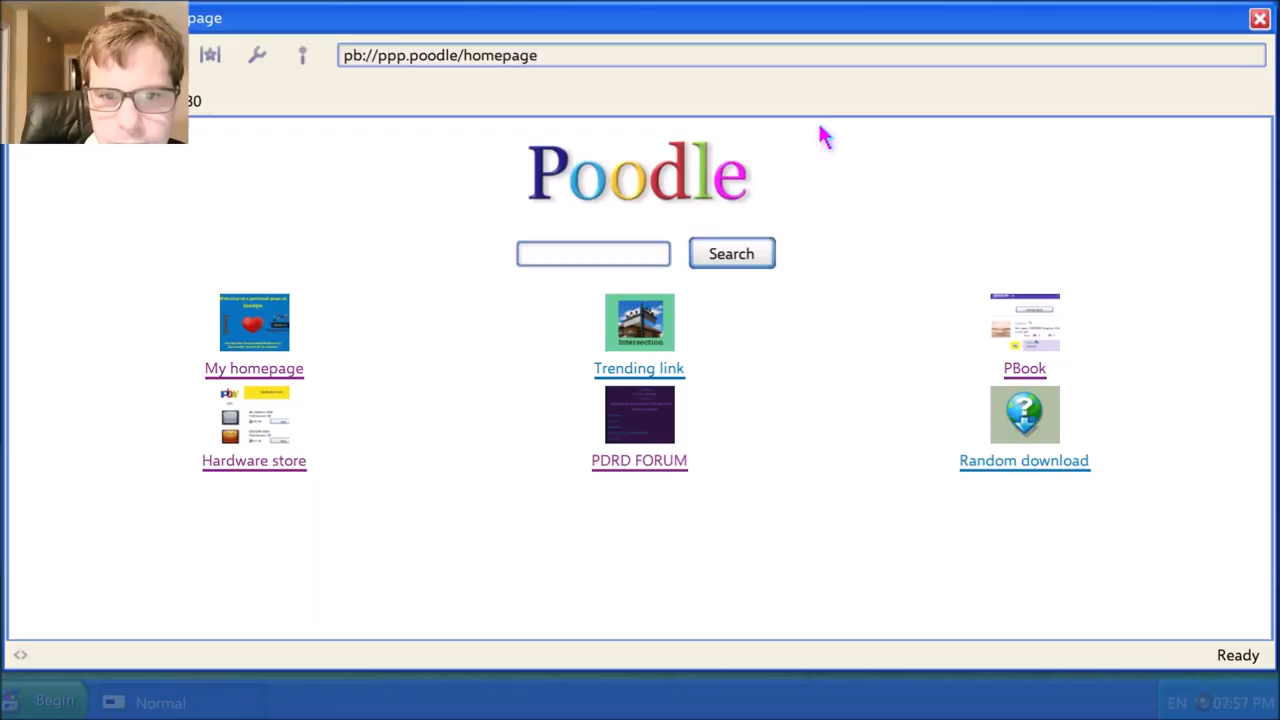 page
pb://ppp.poodle/homepage
30
Poodle
Search
Intersection
My homepage
Trending link
PBook
Hardware store
PDRD FORUM
Random download
Ready
Begin
Normal
EN 07:57 PM